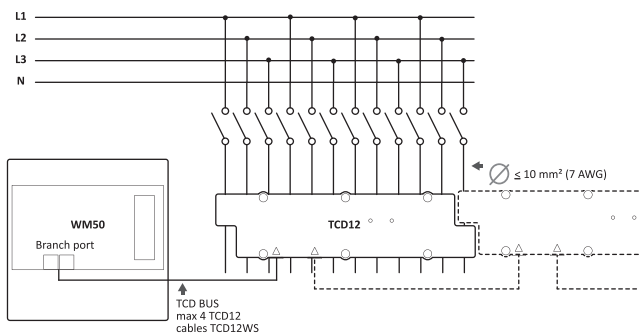 L1
L2
L3
N
≤ 10 mm² (7 AWG)
WM50
TCD12
Branch port
TCD BUS
max 4 TCD12
cables TCD12WS